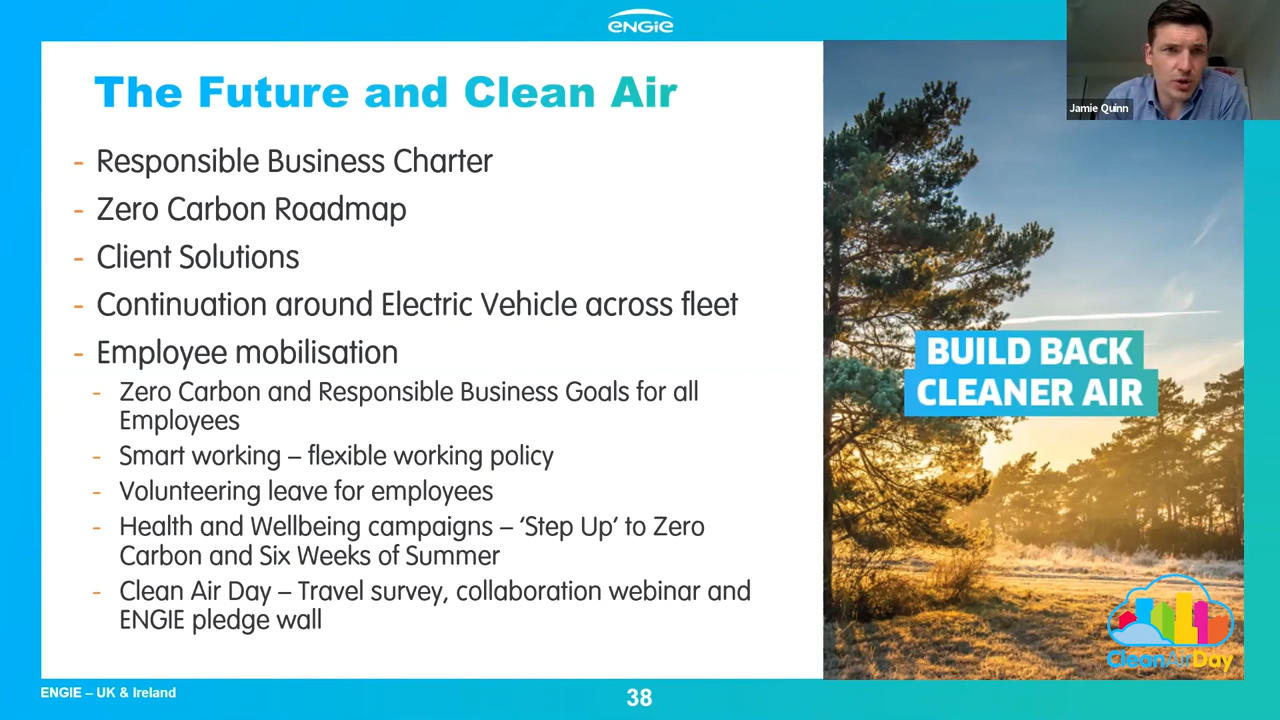 ENGIE
The Future and Clean Air
Jamie Quinn
- Responsible Business Charter
- Zero Carbon Roadmap
- Client Solutions
- Continuation around Electric Vehicle across fleet
- Employee mobilisation
- Zero Carbon and Responsible Business Goals for all
Employees
- Smart working – flexible working policy
- Volunteering leave for employees
- Health and Wellbeing campaigns – ‘Step Up’ to Zero
Carbon and Six Weeks of Summer
- Clean Air Day – Travel survey, collaboration webinar and
ENGIE pledge wall
BUILD BACK
CLEANER AIR
CleanAirDay
ENGIE – UK & Ireland
38